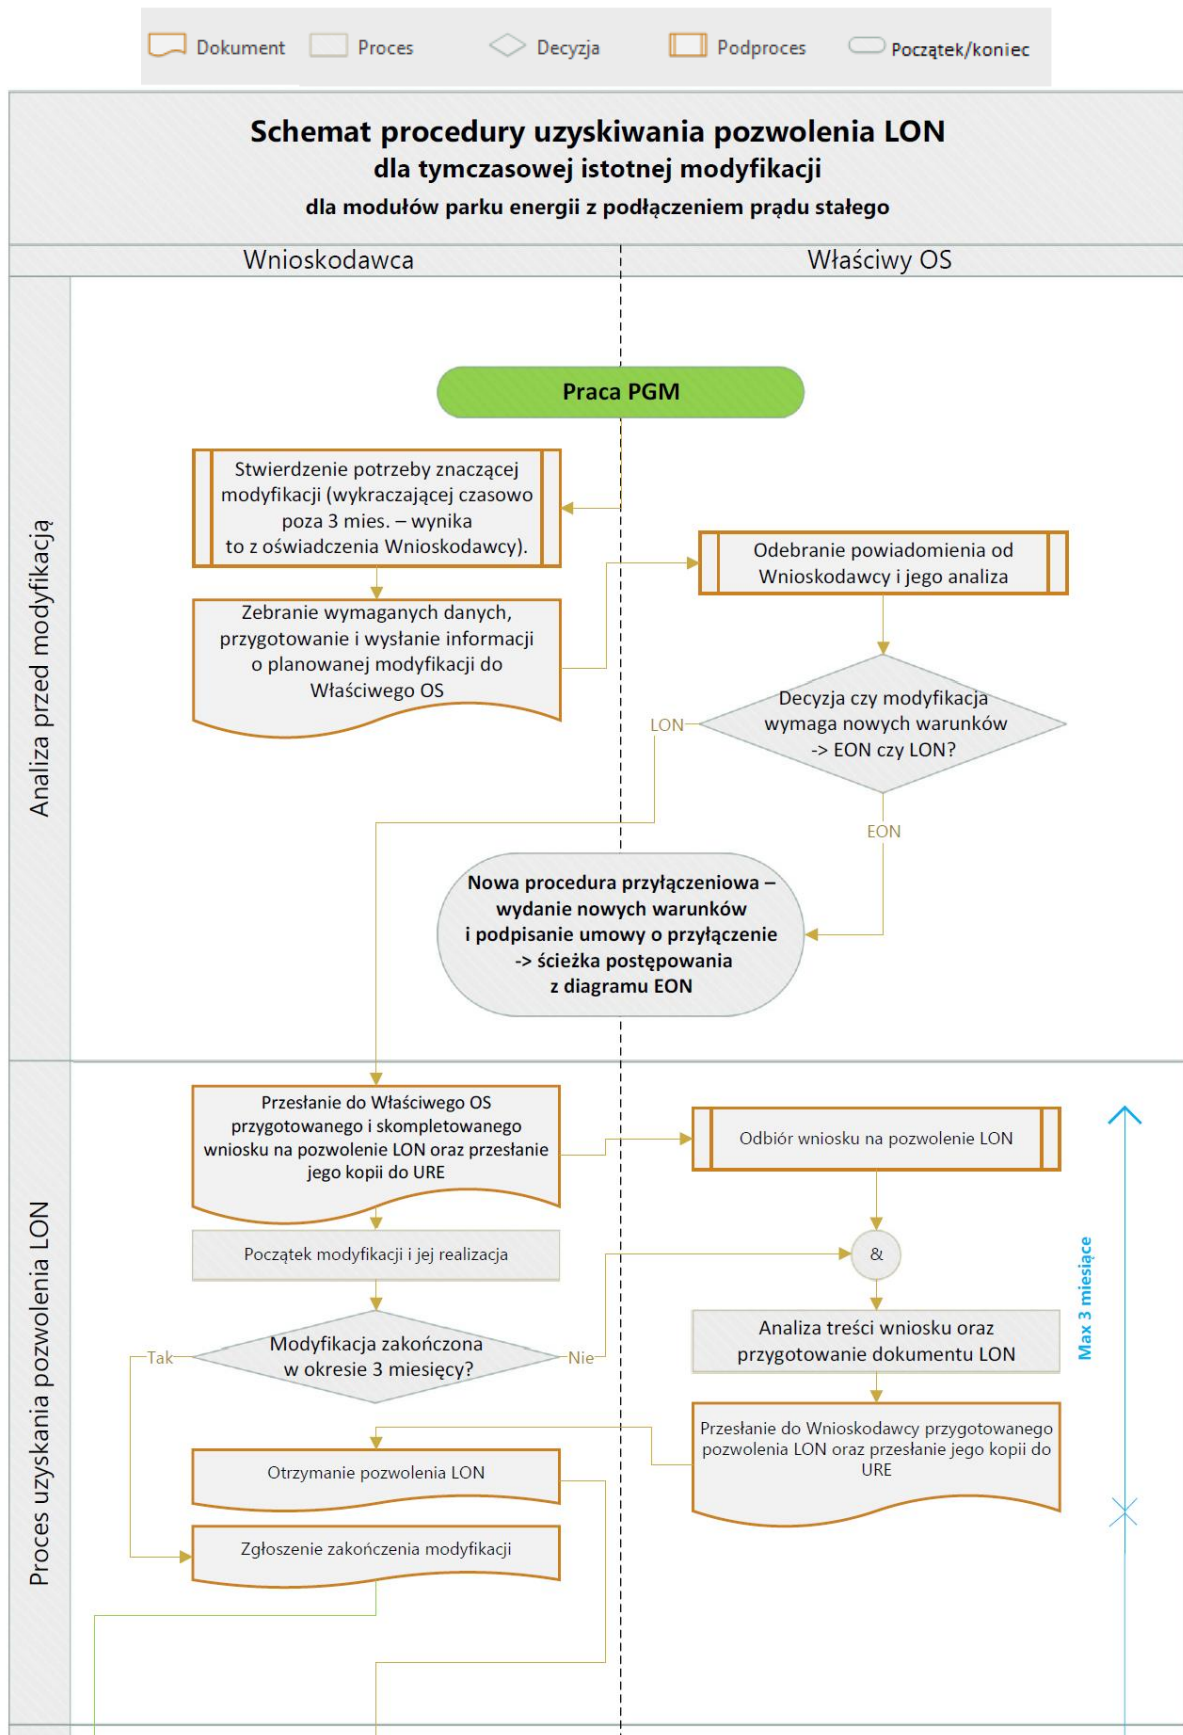 Dokument
Proces
Decyzja
Podproces
Początek/koniec
Schemat procedury uzyskiwania pozwolenia LON
dla tymczasowej istotnej modyfikacji
dla modułów parku energii z podłączeniem prądu stałego
Wnioskodawca
Właściwy OS
Analiza przed modyfikacją
Praca PGM
Stwierdzenie potrzeby znaczącej
modyfikacji (wykraczającej czasowo
poza 3 mies. – wynika
to z oświadczenia Wnioskodawcy).
Odebranie powiadomienia od
Wnioskodawcy i jego analiza
Zebranie wymaganych danych,
przygotowanie i wysłanie informacji
o planowanej modyfikacji do
Właściwego OS
Decyzja czy modyfikacja
wymaga nowych warunków
-> EON czy LON?
LON
EON
Nowa procedura przyłączeniowa –
wydanie nowych warunków
i podpisanie umowy o przyłączenie
-> ścieżka postępowania
z diagramu EON
Proces uzyskania pozwolenia LON
Przesłanie do Właściwego OS
przygotowanego i skompletowanego
wniosku na pozwolenie LON oraz przesłanie
jego kopii do URE
Odbiór wniosku na pozwolenie LON
Początek modyfikacji i jej realizacja
&
Max 3 miesiące
Modyfikacja zakończona
w okresie 3 miesięcy?
Tak
Nie
Analiza treści wniosku oraz
przygotowanie dokumentu LON
Przesłanie do Wnioskodawcy przygotowanego
pozwolenia LON oraz przesłanie jego kopii do
URE
Otrzymanie pozwolenia LON
Zgłoszenie zakończenia modyfikacji